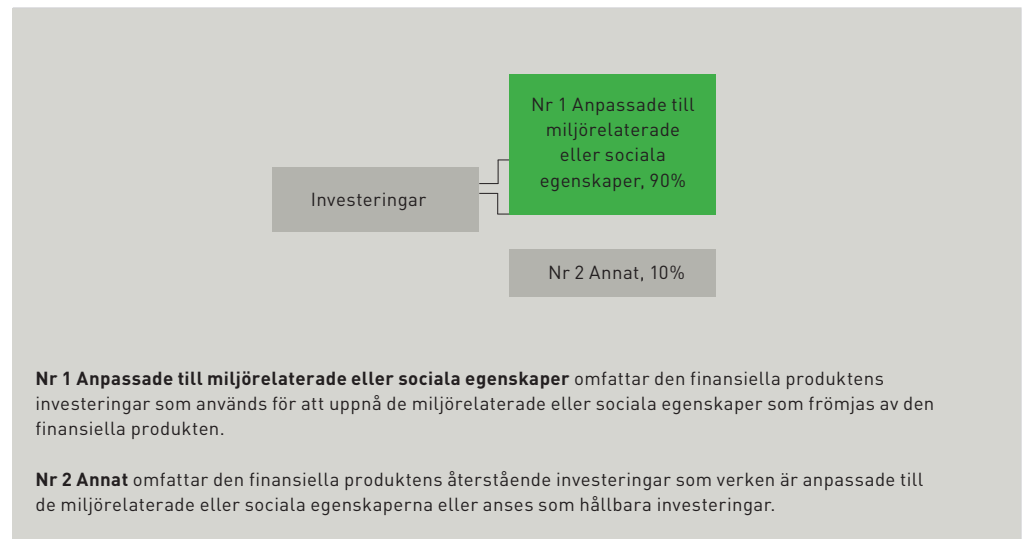 Nr 1 Anpassade till
miljörelaterade
eller sociala
egenskaper, 90%
Investeringar
Nr 2 Annat, 10%
Nr 1 Anpassade till miljörelaterade eller sociala egenskaper omfattar den finansiella produktens
investeringar som används för att uppnå de miljörelaterade eller sociala egenskaper som frömjas av den
finansiella produkten.
Nr 2 Annat omfattar den finansiella produktens återstående investeringar som verken är anpassade till
de miljörelaterade eller sociala egenskaperna eller anses som hållbara investeringar.